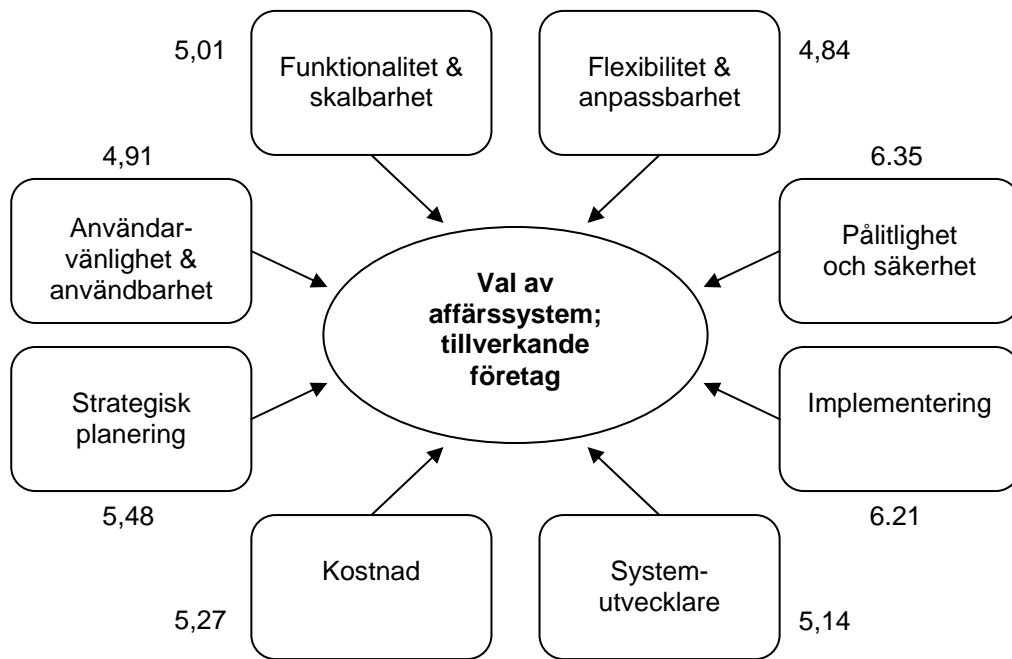 5,01
Funktionalitet &
skalbarhet
Flexibilitet &
anpassbarhet
4,84
4,91
Användar-
vänlighet &
användbarhet
6.35
Pålitlighet
och säkerhet
Val av
affärssystem;
tillverkande
företag
Strategisk
planering
5,48
Implementering
6.21
Kostnad
5,27
System-
utvecklare
5,14